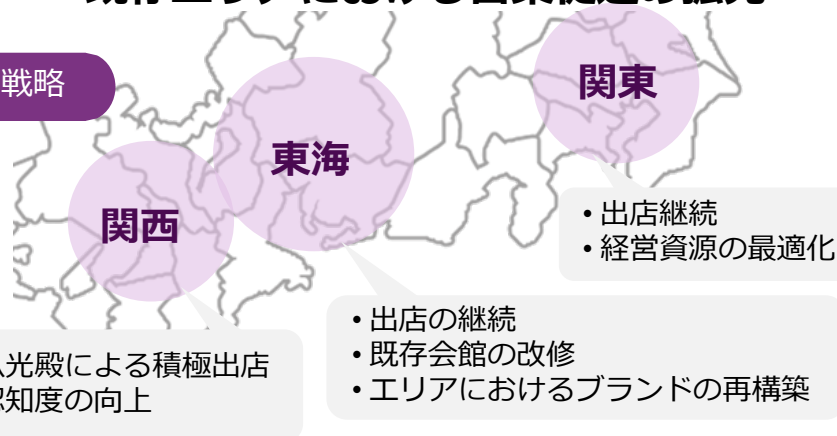 戦略
関東
東海
関西
• 出店継続
• 経営資源の最適化
• 出店の継続
• 既存会館の改修
• エリアにおけるブランドの再構築
光殿による積極出店
知度の向上